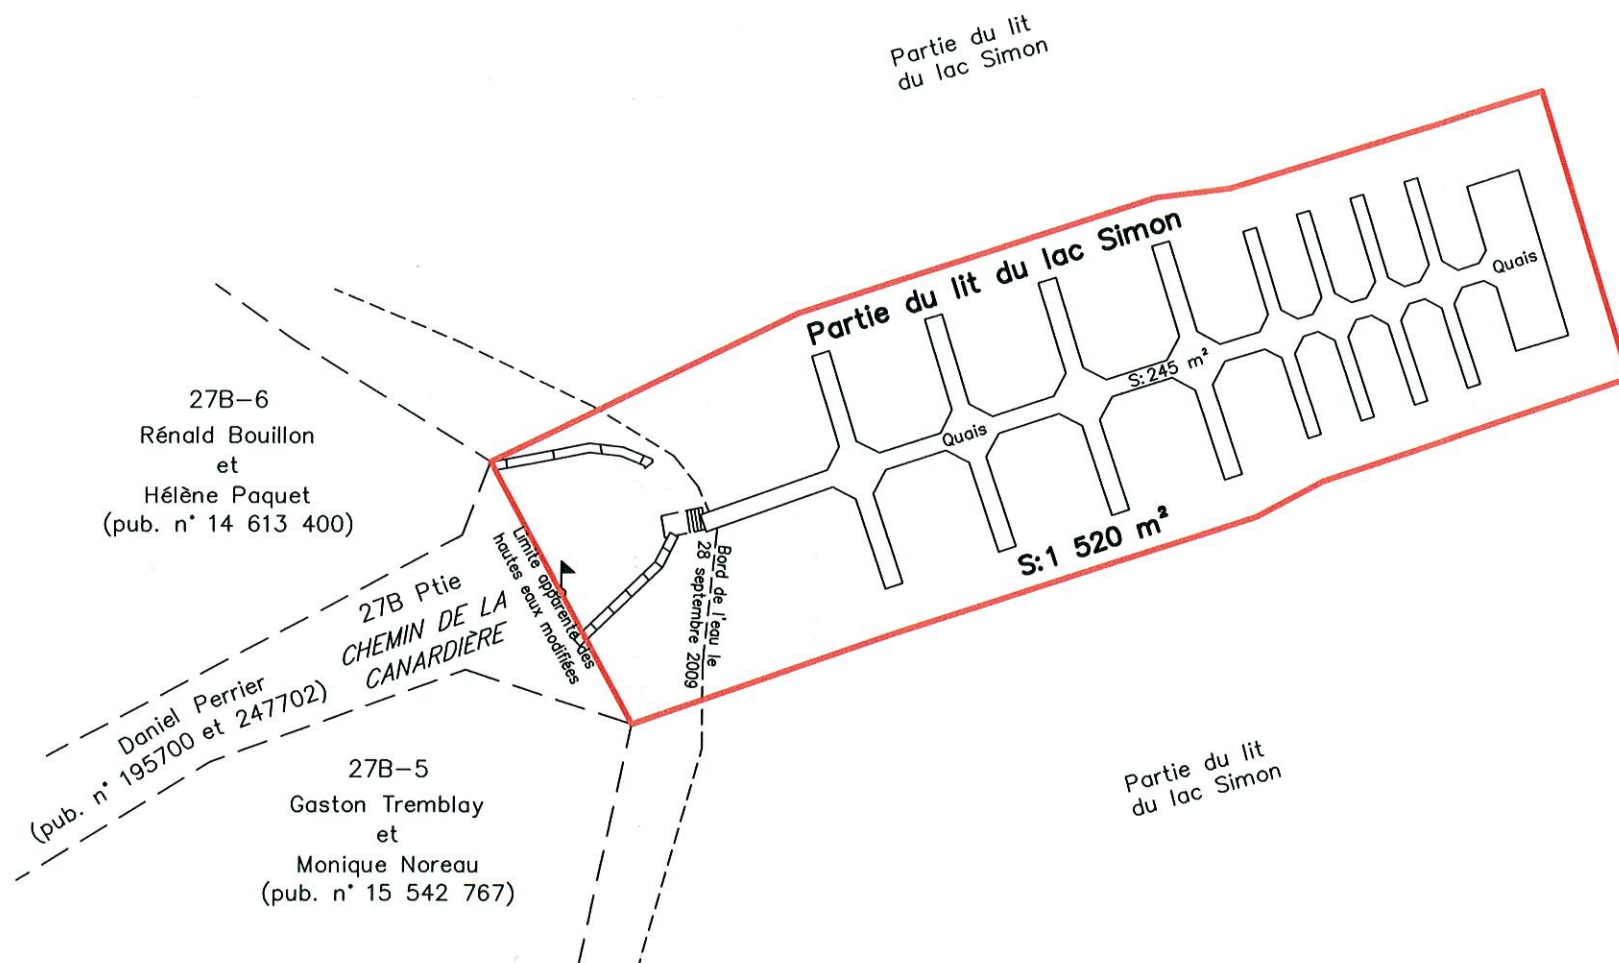 Partie du lit
du lac Simon
Partie du lit du lac Simon
Quais
S: 245 m²
Quais
S: 1 520 m²
27B-6
Rénald Bouillon
et
Hélène Paquet
(pub. n° 14 613 400)
Limite apparente des
hautes eaux modifiées
Bord de l'eau le
28 septembre 2009
27B Ptie
CHEMIN DE LA
CANARDIÈRE
Daniel Perrier
(pub. n° 195700 et 247702)
27B-5
Gaston Tremblay
et
Monique Noreau
(pub. n° 15 542 767)
Partie du lit
du lac Simon